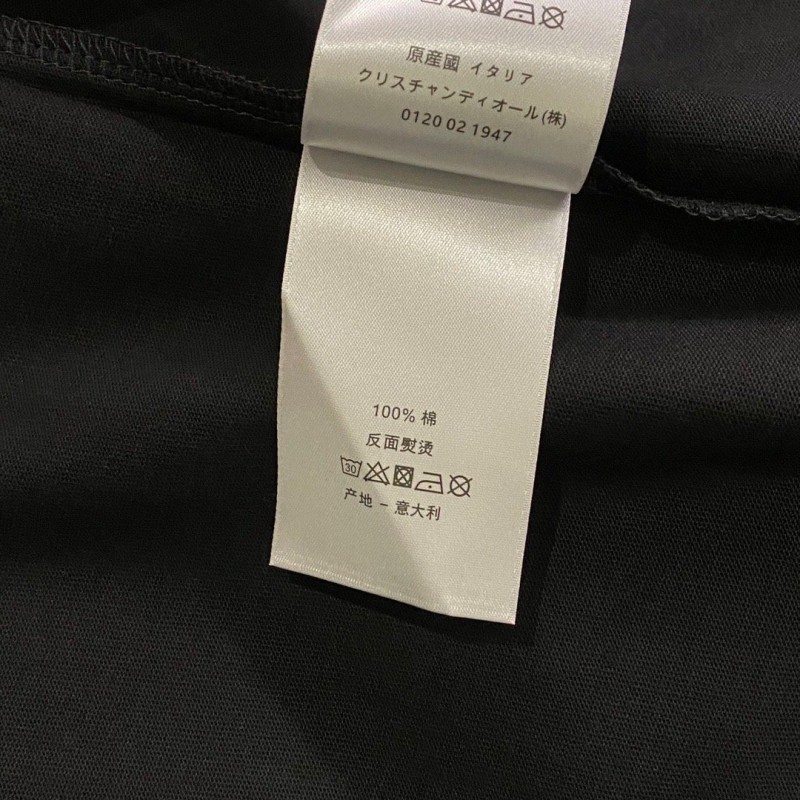 原産國 イタリア
クリスチャンディオール(株)
0120 02 1947
100% 棉
反面熨烫
30
产地 – 意大利